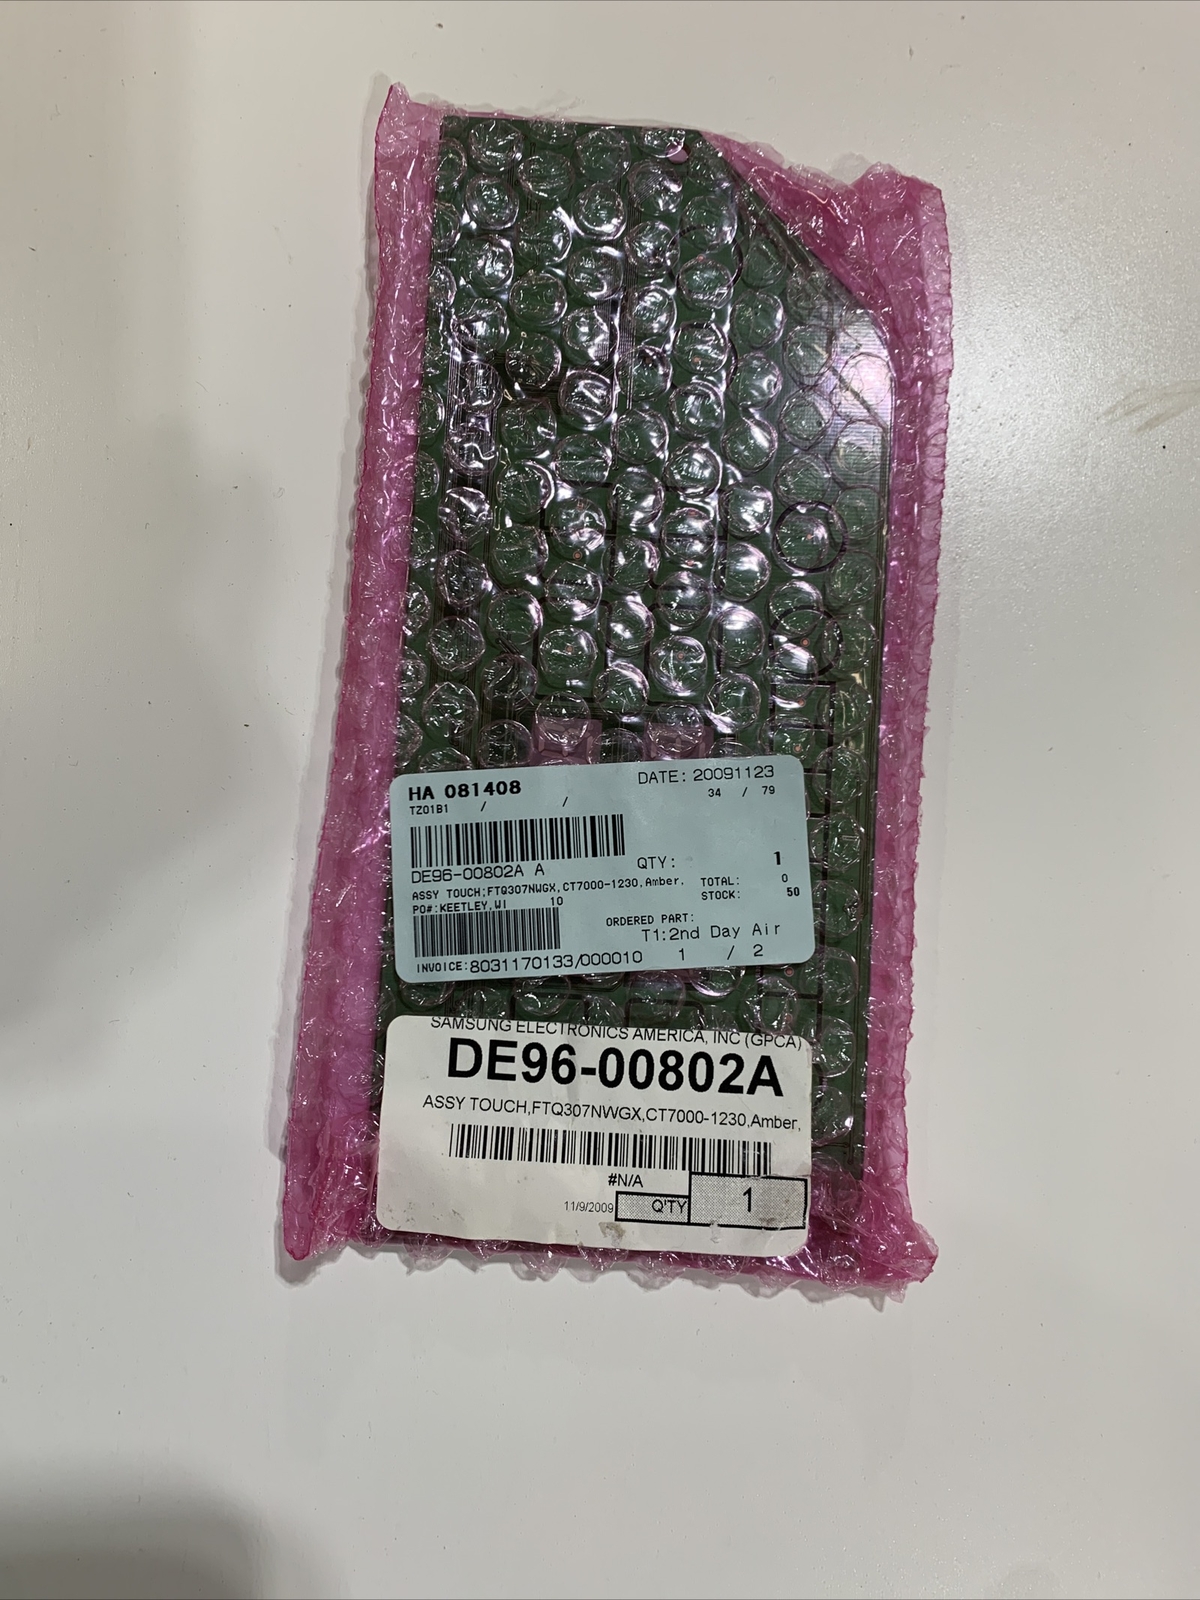 HA 081408 DATE: 20091123
TZ01B1 / / 34 / 79
DE96-00802A A QTY: 1
ASSY TOUCH;FTQ307NWGX,CT7000-1230,Amber. TOTAL: 0
PO#:KEETLEY,WI 10 STOCK: 50
ORDERED PART:
T1:2nd Day Air
INVOICE:8031170133/000010 1 / 2
SAMSUNG ELECTRONICS AMERICA, INC (GPCA)
DE96-00802A
ASSY TOUCH,FTQ307NWGX,CT7000-1230,Amber,
#N/A
11/9/2009 Q'TY 1